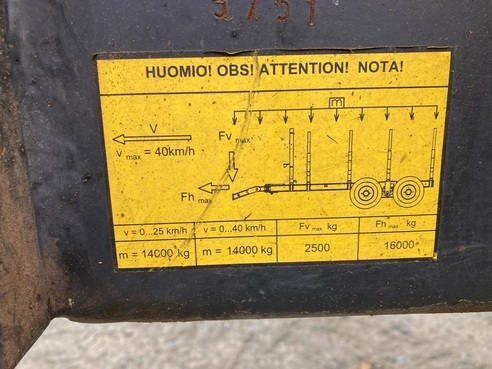 3751
HUOMIO! OBS! ATTENTION! NOTA!
m
V
v max = 40km/h
Fv max
Fh max
v = 0...25 km/h v = 0...40 km/h Fv max kg Fh max kg
m = 14000 kg m = 14000 kg 2500 16000